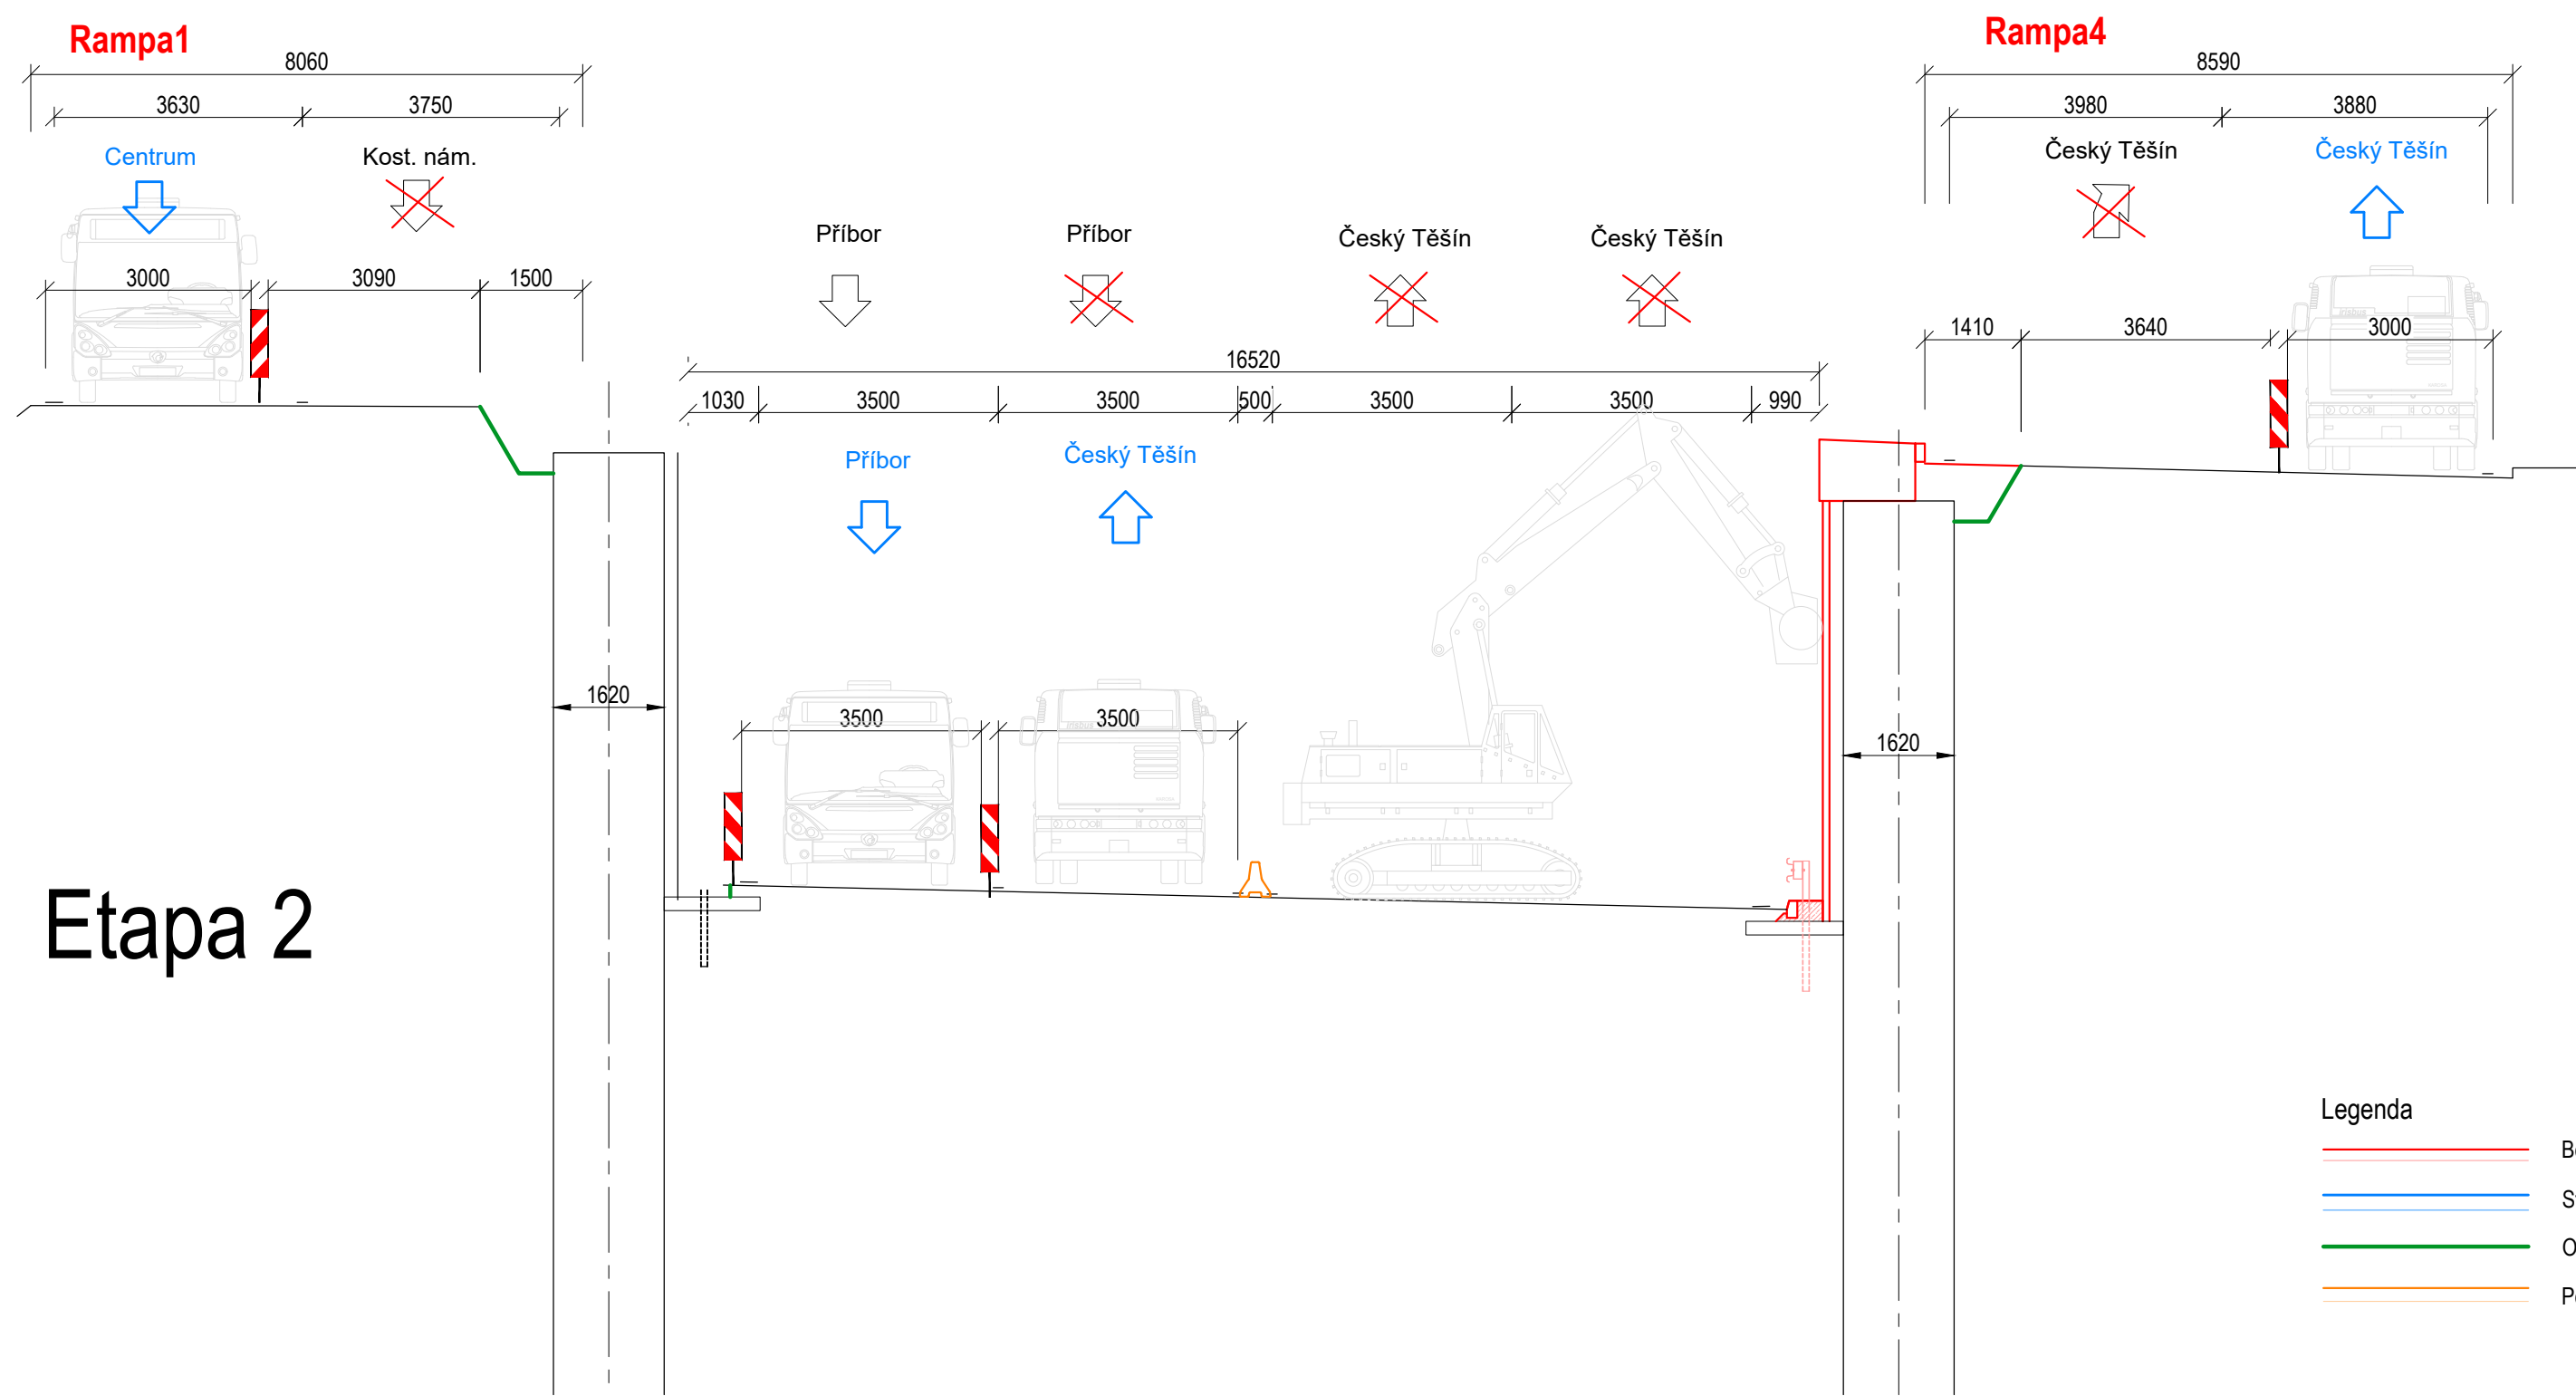 Rampa1
8060
3630 3750
Centrum Kost. nám.
3000 3090 1500
Rampa4
8590
3980 3880
Český Těšín Český Těšín
1410 3640 3000
Příbor Příbor Český Těšín Český Těšín
16520
1030 3500 3500 500 3500 3500 990
Příbor Český Těšín
1620
3500 3500
1620
Etapa 2
Legenda